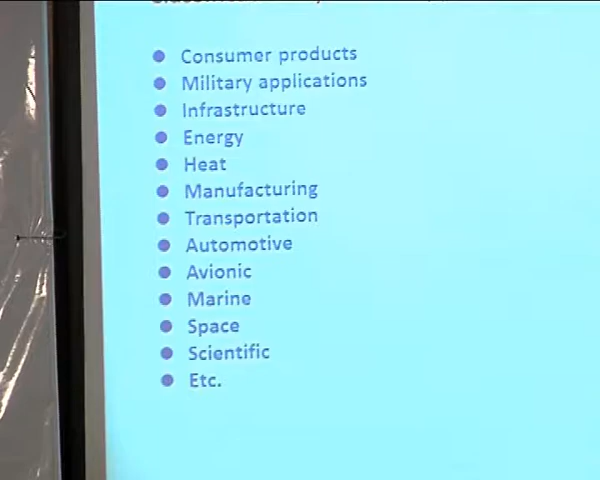 Consumer products
Military applications
Infrastructure
Energy
Heat
Manufacturing
Transportation
Automotive
Avionic
Marine
Space
Scientific
Etc.